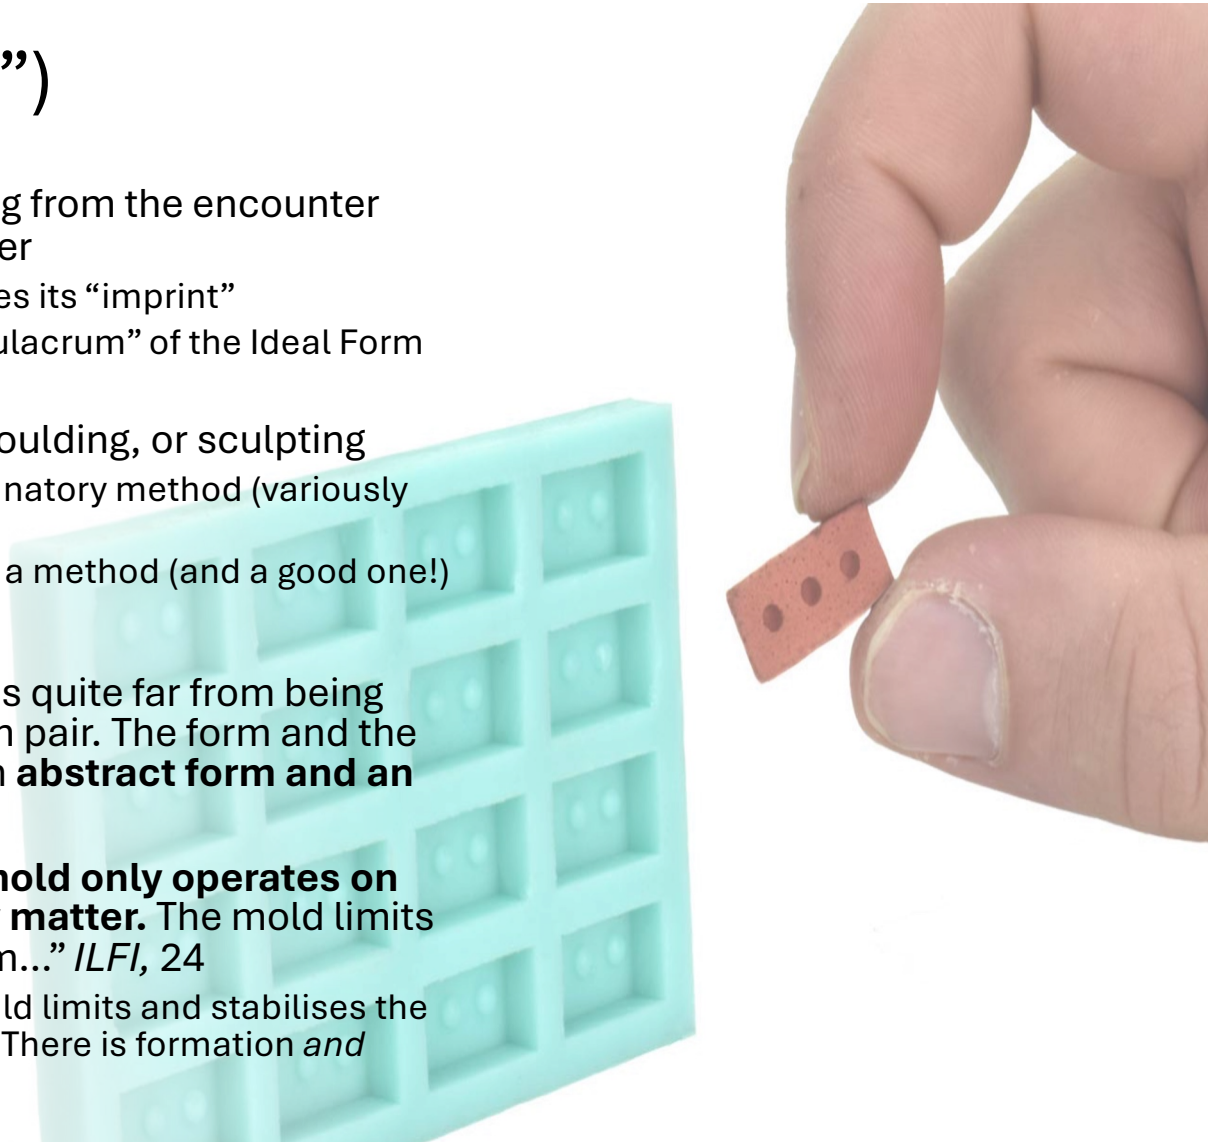 ”)
g from the encounter
er
es its “imprint”
ulacrum” of the Ideal Form
oulding, or sculpting
natory method (variously
a method (and a good one!)
s quite far from being
n pair. The form and the
n abstract form and an
nold only operates on
matter. The mold limits
m...” ILFI, 24
ld limits and stabilises the
There is formation and